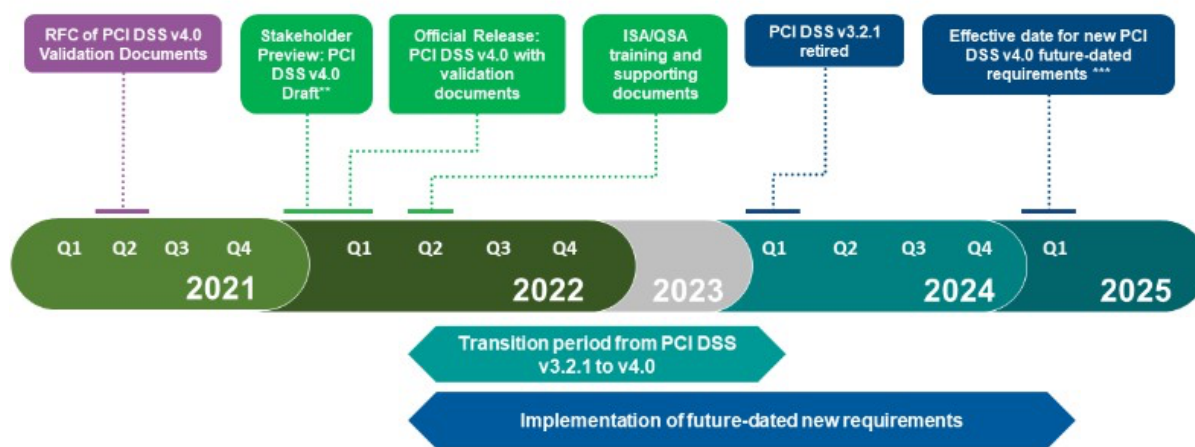 RFC of PCI DSS v4.0
Validation Documents
Stakeholder
Preview: PCI
DSS v4.0
Draft**
Official Release:
PCI DSS v4.0 with
validation
documents
ISA/QSA
training and
supporting
documents
PCI DSS v3.2.1
retired
Effective date for new PCI
DSS v4.0 future-dated
requirements ***
Q1 Q2 Q3 Q4
2021
Q1 Q2 Q3 Q4
2022
2023
Q1 Q2 Q3 Q4
2024
Q1
2025
Transition period from PCI DSS
v3.2.1 to v4.0
Implementation of future-dated new requirements